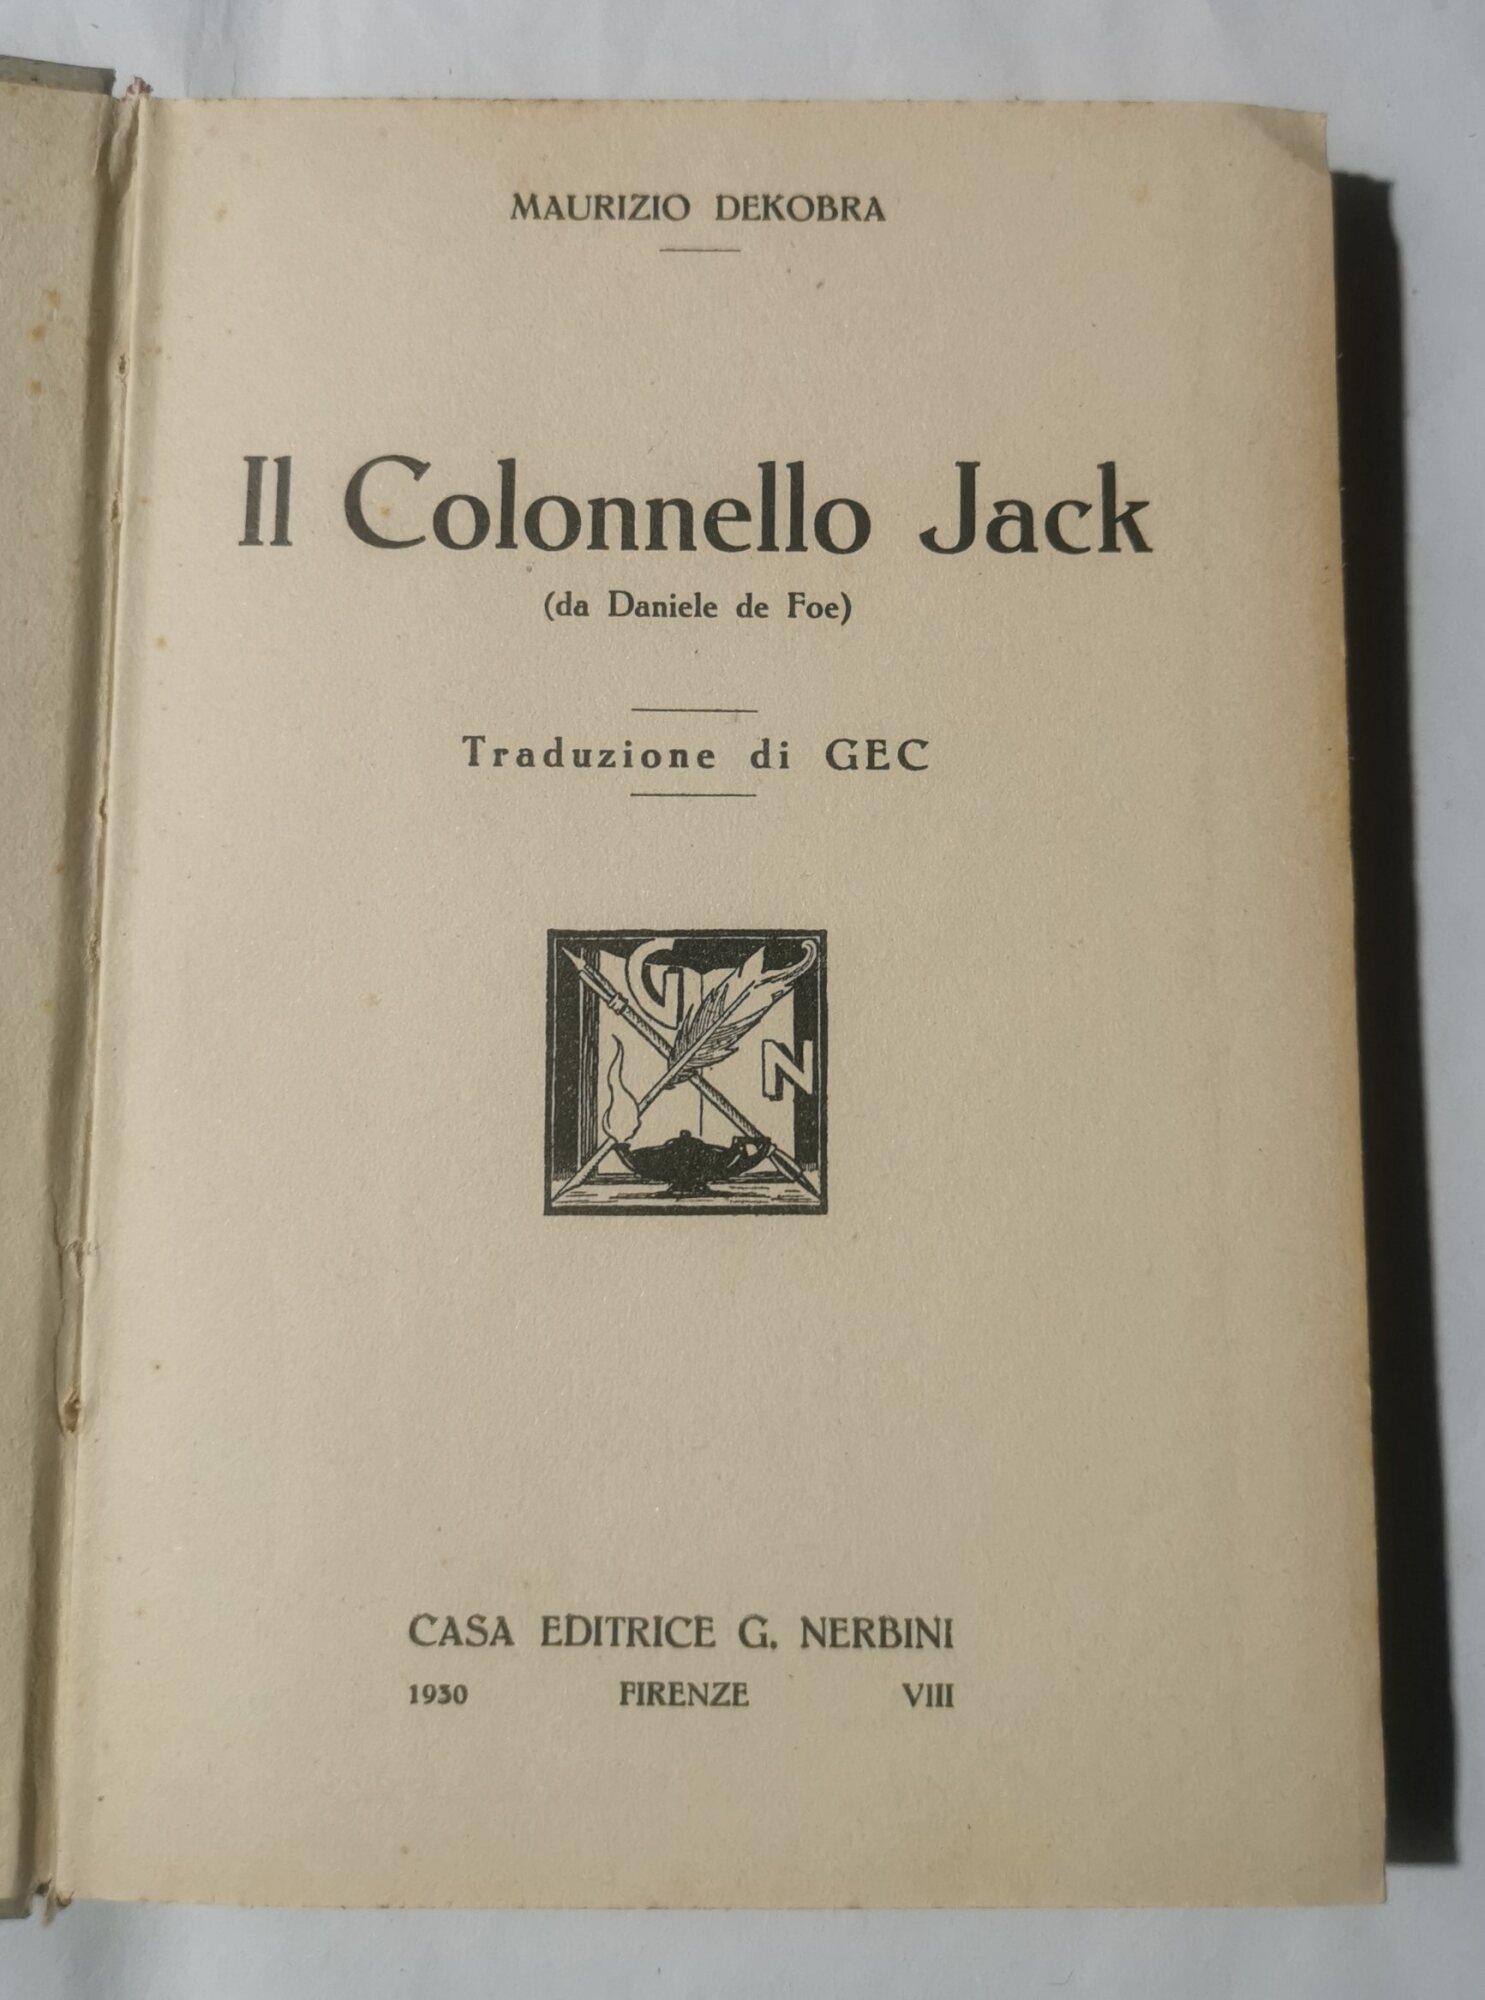 MAURIZIO DEKOBRA
Il Colonnello Jack
(da Daniele de Foe)
Traduzione di GEC
G
N
CASA EDITRICE G. NERBINI
1930 FIRENZE VIII